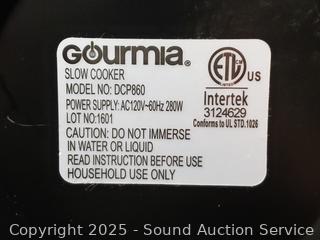 GOURMIA®
SLOW COOKER
MODEL NO: DCP860
POWER SUPPLY: AC120V~60Hz 280W
LOT NO:1601
CAUTION: DO NOT IMMERSE
IN WATER OR LIQUID
READ INSTRUCTION BEFORE USE
HOUSEHOLD USE ONLY
ETL US
LISTED
Intertek
3124629
Conforms to UL STD.1026
Copyright © 2025 - Sound Auction Service